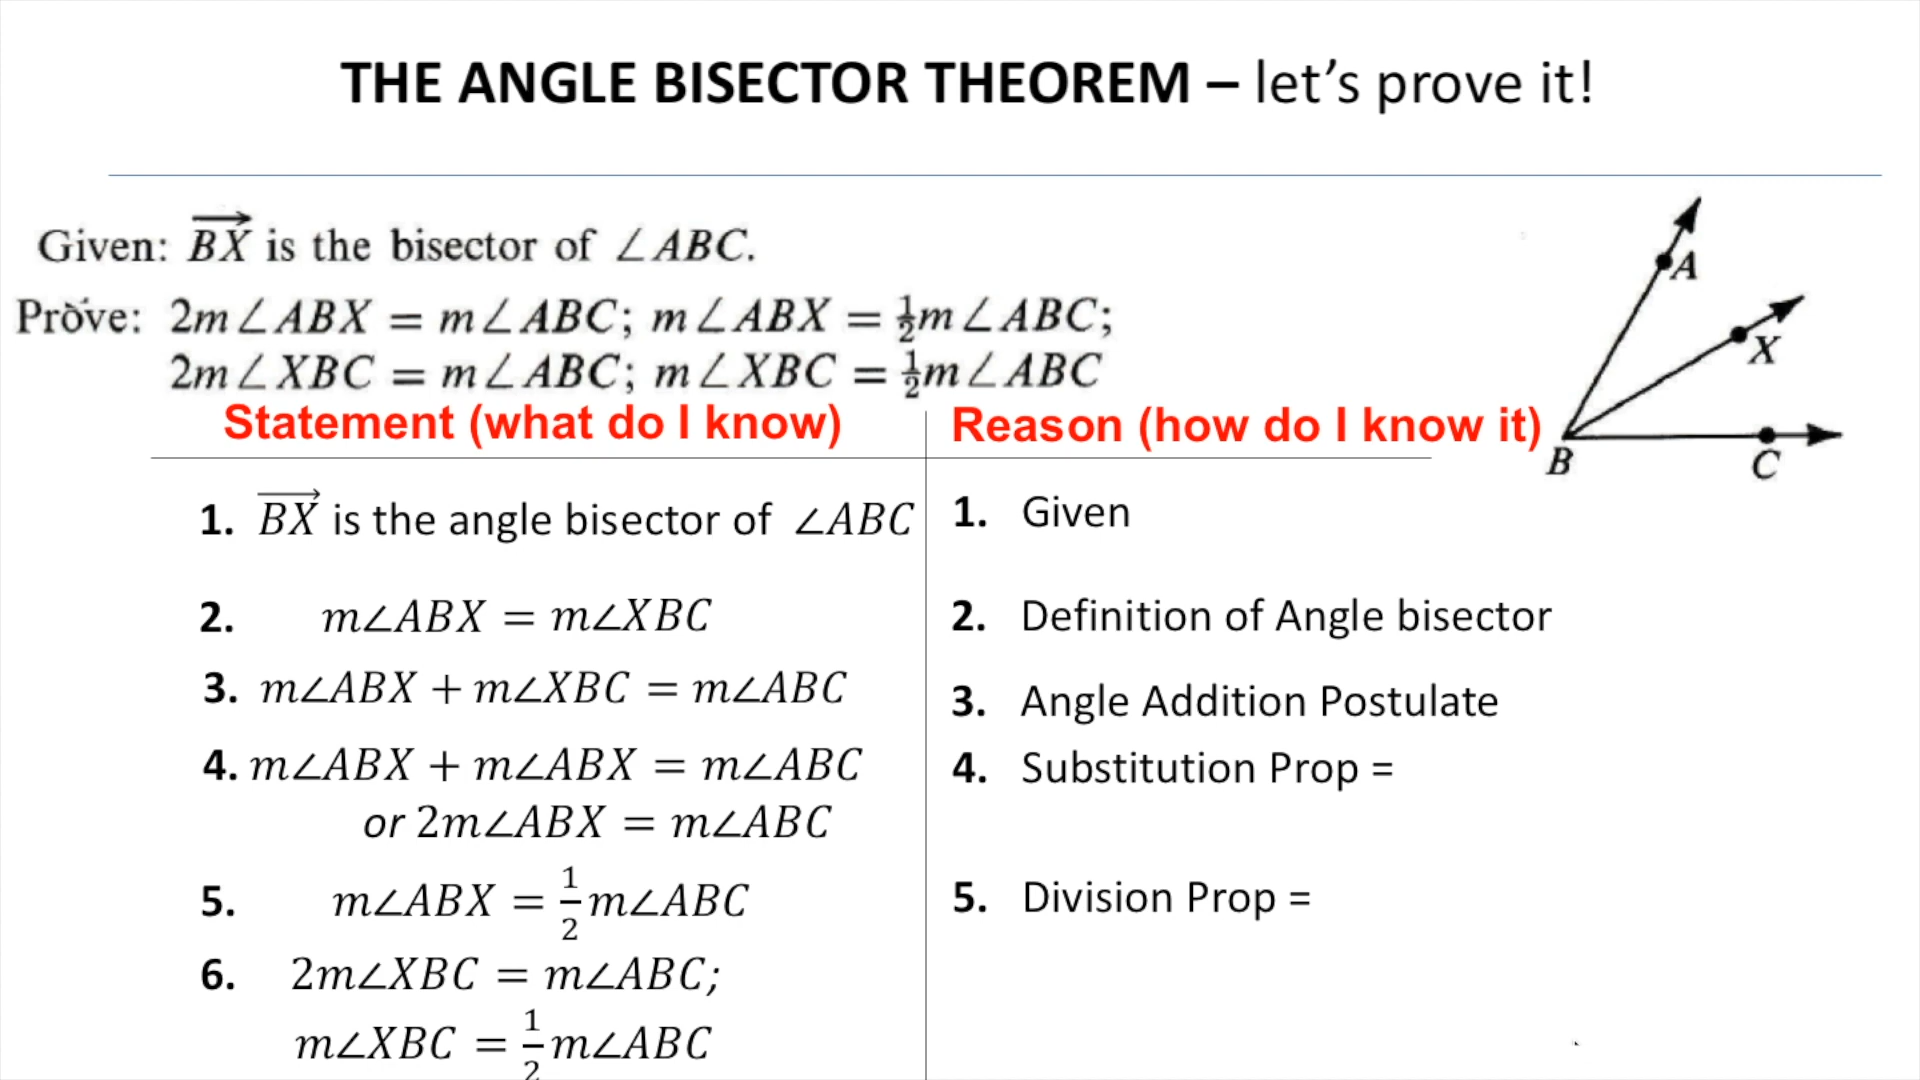 THE ANGLE BISECTOR THEOREM – let's prove it!
Given: \overrightarrow{BX} is the bisector of ∠ABC.
Prove: 2m∠ABX = m∠ABC; m∠ABX = ½m∠ABC;
2m∠XBC = m∠ABC; m∠XBC = ½m∠ABC
A
X
B
C
Statement (what do I know)
Reason (how do I know it)
1. \overrightarrow{BX} is the angle bisector of ∠ABC
1. Given
2. m∠ABX = m∠XBC
2. Definition of Angle bisector
3. m∠ABX + m∠XBC = m∠ABC
3. Angle Addition Postulate
4. m∠ABX + m∠ABX = m∠ABC
or 2m∠ABX = m∠ABC
4. Substitution Prop =
5. m∠ABX = ½m∠ABC
5. Division Prop =
6. 2m∠XBC = m∠ABC;
m∠XBC = ½m∠ABC